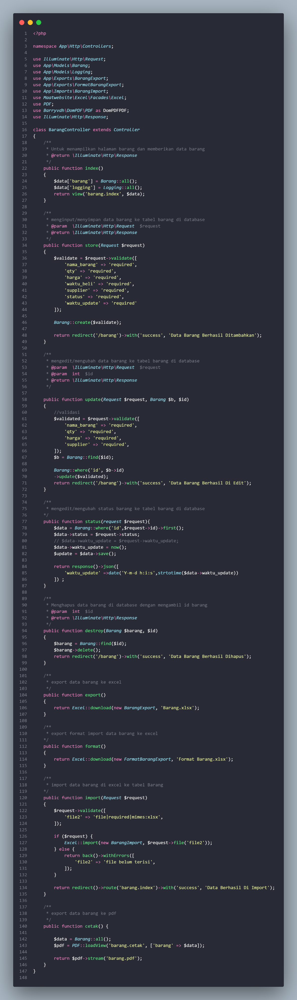 1 <?php
2
3 namespace App\Http\Controllers;
4
5 use Illuminate\Http\Request;
6 use App\Models\Barang;
7 use App\Models\Logging;
8 use App\Exports\BarangExport;
9 use App\Exports\FormatBarangExport;
10 use App\Imports\BarangImport;
11 use Maatwebsite\Excel\Facades\Excel;
12 use PDF;
13 use Barryvdh\DomPDF\PDF as DomPDFPDF;
14 use Illuminate\Http\Response;
15
16 class BarangController extends Controller
17 {
18     /**
19      * Untuk menampilkan halaman barang dan memberikan data barang
20      * @return \Illuminate\Http\Response
21      */
22     public function index()
23     {
24         $data['barang'] = Barang::all();
25         $data['logging'] = Logging::all();
26         return view('barang.index', $data);
27     }
28
29     /**
30      * menginput/menyimpan data barang ke tabel barang di database
31      * @param  \Illuminate\Http\Request  $request
32      * @return \Illuminate\Http\Response
33      */
34     public function store(Request $request)
35     {
36         $validate = $request->validate([
37             'nama_barang' => 'required',
38             'qty' => 'required',
39             'harga' => 'required',
40             'waktu_beli' => 'required',
41             'supplier' => 'required',
42             'status' => 'required',
43             'waktu_update' => 'required'
44         ]);
45
46         Barang::create($validate);
47
48         return redirect('/barang')->with('success', 'Data Barang Berhasil Ditambahkan');
49     }
50
51     /**
52      * mengedit/mengubah data barang ke tabel barang di database
53      * @param  \Illuminate\Http\Request  $request
54      * @param  int  $id
55      * @return \Illuminate\Http\Response
56      */
57
58     public function update(Request $request, Barang $b, $id)
59     {
60         //validasi
61         $validated = $request->validate([
62             'nama_barang' => 'required',
63             'qty' => 'required',
64             'harga' => 'required',
65             'supplier' => 'required',
66         ]);
67         $b = Barang::find($id);
68
69         Barang::where('id', $b->id)
70         ->update($validated);
71         return redirect('/barang')->with('success', 'Data Barang Berhasil Di Edit');
72     }
73
74     /**
75      * mengedit/mengubah status barang ke tabel barang di database
76     */
77     public function status(request $request){
78         $data = Barang::where('id',$request->id)->first();
79         $data->status = $request->status;
80         // $data->waktu_update = $request->waktu_update;
81         $data->waktu_update = now();
82         $update = $data->save();
83
84         return response()->json([
85             'waktu_update' =>date('Y-m-d h:i:s',strtotime($data->waktu_update))
86         ]) ;
87     }
88
89     /**
90      * Menghapus data barang di database dengan mengambil id barang
91      * @param  int  $id
92      * @return \Illuminate\Http\Response
93      */
94     public function destroy(Barang $barang, $id)
95     {
96         $barang = Barang::find($id);
97         $barang->delete();
98         return redirect('/barang')->with('success', 'Data Barang Berhasil Dihapus');
99     }
100
101     /**
102      * export data barang ke excel
103      */
104     public function export()
105     {
106         return Excel::download(new BarangExport, 'Barang.xlsx');
107     }
108
109     /**
110      * export format import data barang ke excel
111     */
112     public function format()
113     {
114         return Excel::download(new FormatBarangExport, 'Format Barang.xlsx');
115     }
116
117     /**
118      * import data barang di excel ke tabel Barang
119     */
120     public function import(Request $request)
121     {
122         $request->validate([
123             'file2' => 'file|required|mimes:xlsx',
124         ]);
125
126         if ($request) {
127             Excel::import(new BarangImport, $request->file('file2'));
128         } else {
129             return back()->withErrors([
130                 'file2' => 'file belum terisi',
131             ]);
132         }
133
134         return redirect()->route('barang.index')->with('success', 'Data Berhasil Di Import');
135     }
136
137     /**
138      * export data barang ke pdf
139      */
140     public function cetak() {
141
142         $data = Barang::all();
143         $pdf = PDF::loadView('barang.cetak', ['barang' => $data]);
144
145         return $pdf->stream('barang.pdf');
146     }
147 }
148